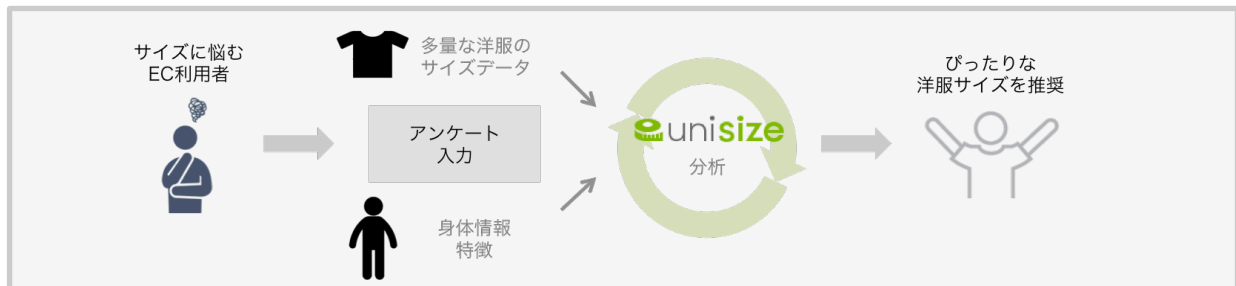 サイズに悩む
EC利用者
多量な洋服の
サイズデータ
アンケート
入力
身体情報
特徴
unisize
分析
ぴったりな
洋服サイズを推奨